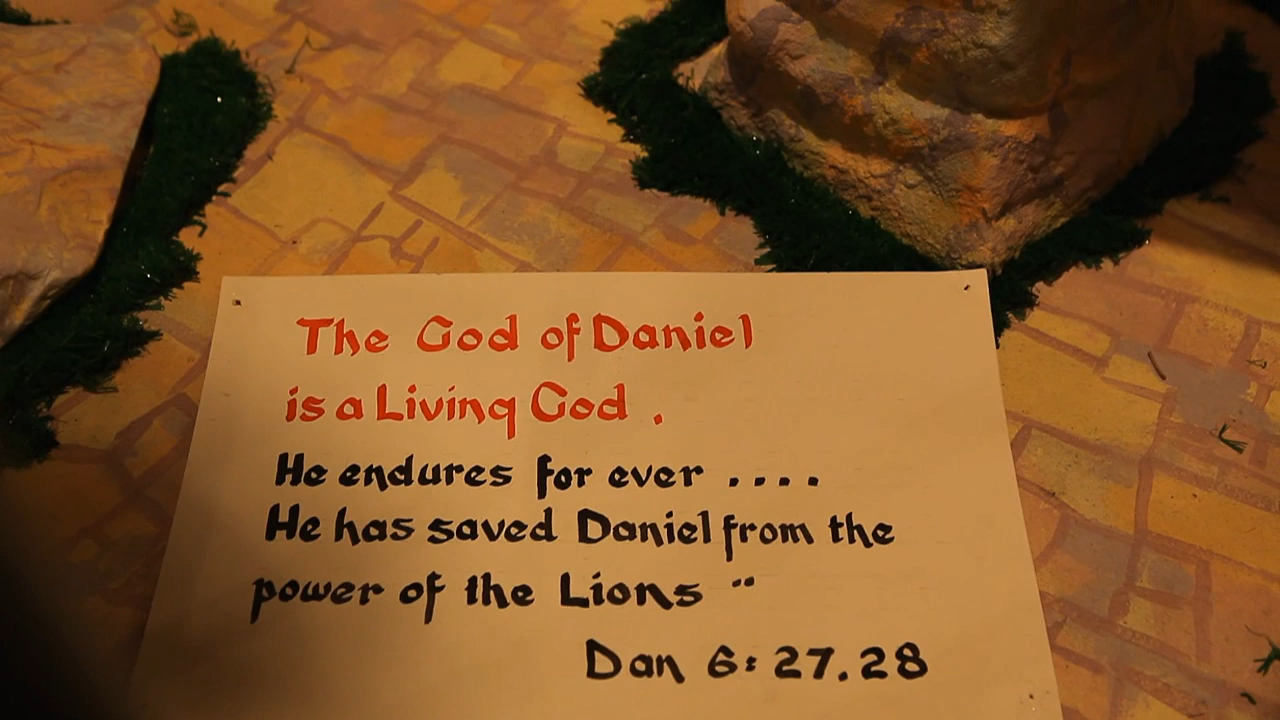 The God of Daniel
is a Living God .
He endures for ever ....
He has saved Daniel from the
power of the Lions "
Dan 6: 27.28